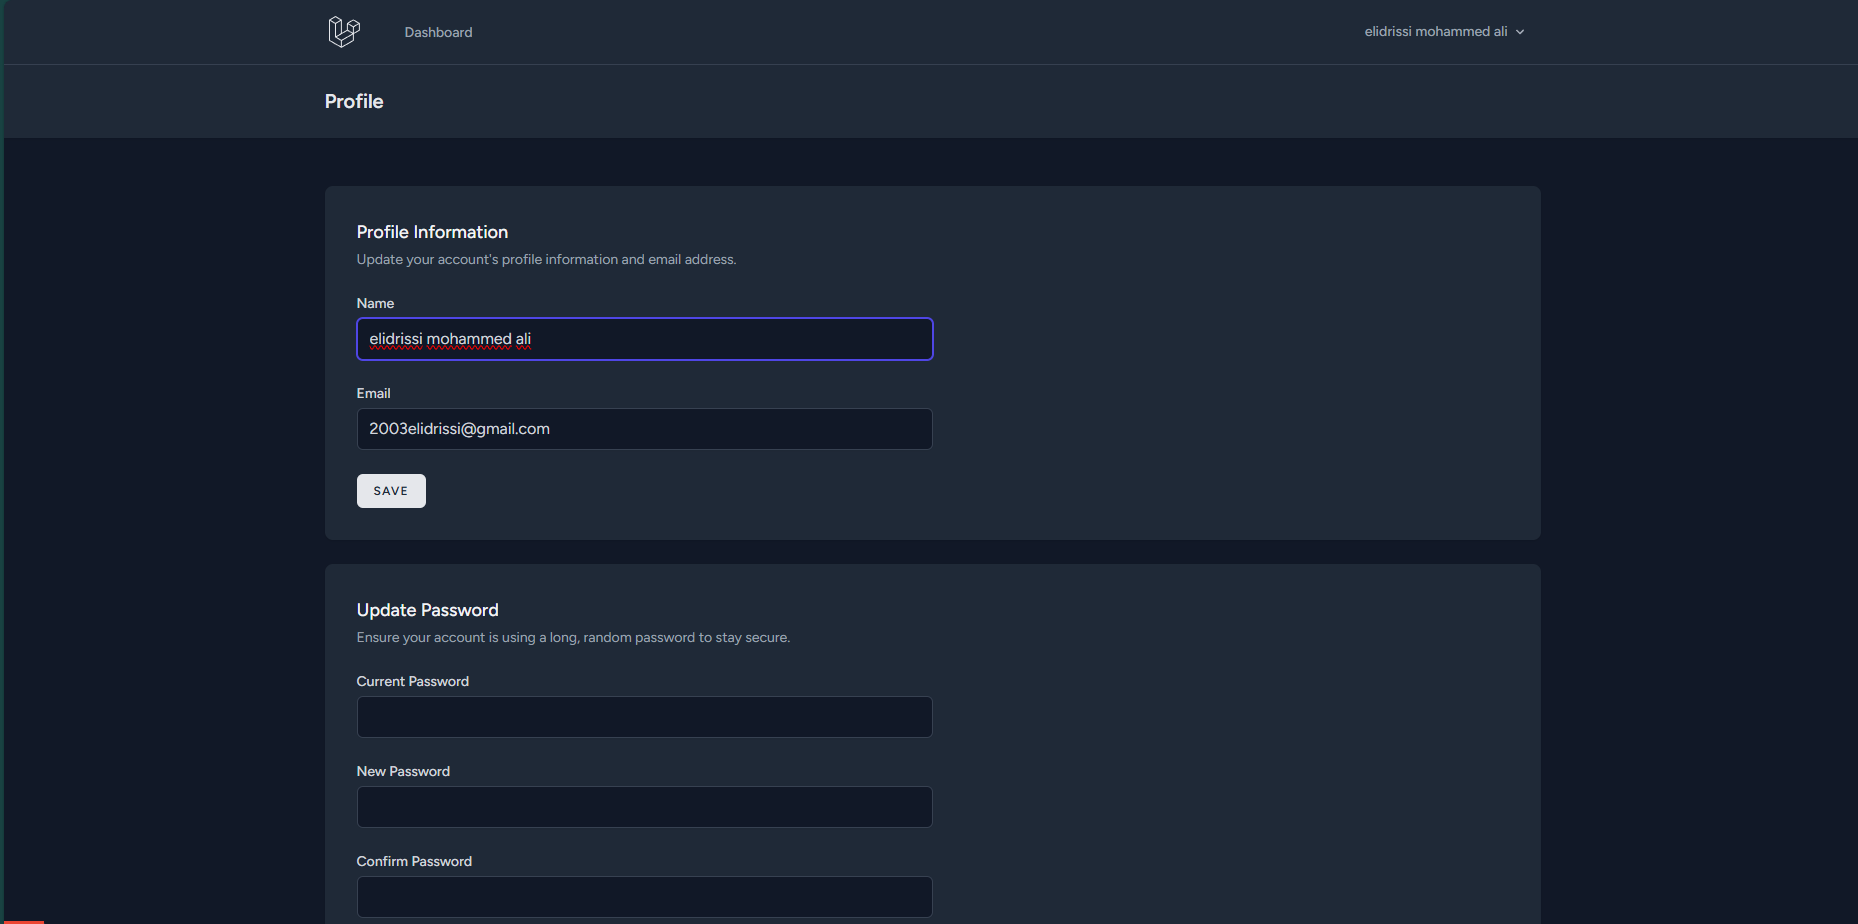 Dashboard
elidrissi mohammed ali
Profile
Profile Information
Update your account's profile information and email address.
Name
elidrissi mohammed ali
Email
2003elidrissi@gmail.com
SAVE
Update Password
Ensure your account is using a long, random password to stay secure.
Current Password
New Password
Confirm Password